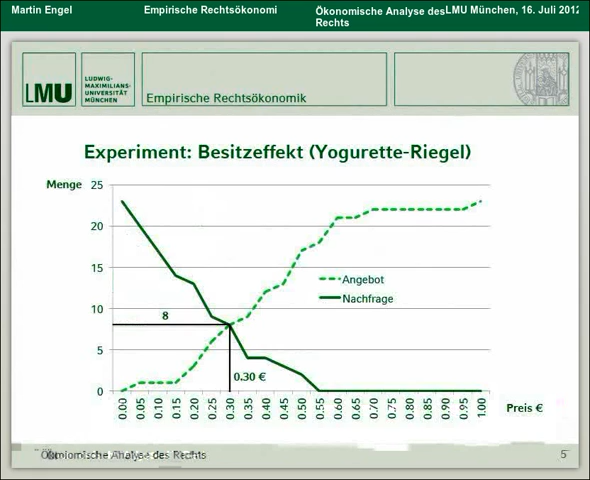 Martin Engel
Empirische Rechtsökonomi
Ökonomische Analyse des
Rechts
LMU München, 16. Juli 2012
LMU
LUDWIG-
MAXIMILIANS-
UNIVERSITÄT
MÜNCHEN
Empirische Rechtsökonomik
Experiment: Besitzeffekt (Yogurette-Riegel)
Menge
25
20
15
10
5
0
8
0.30 €
Angebot
Nachfrage
0.00 0.05 0.10 0.15 0.20 0.25 0.30 0.35 0.40 0.45 0.50 0.55 0.60 0.65 0.70 0.75 0.80 0.85 0.90 0.95 1.00
Preis €
Analyse des Rechts
5